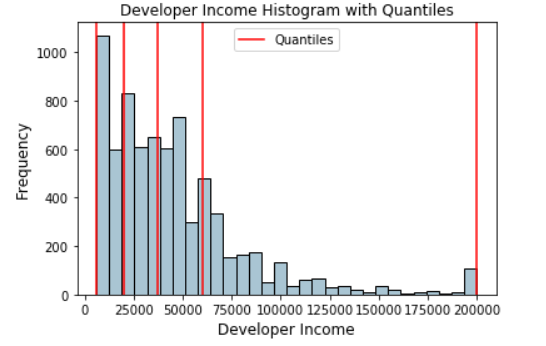 Developer Income Histogram with Quantiles
Quantiles
Frequency
1000
800
600
400
200
0
0 25000 50000 75000 100000 125000 150000 175000 200000
Developer Income